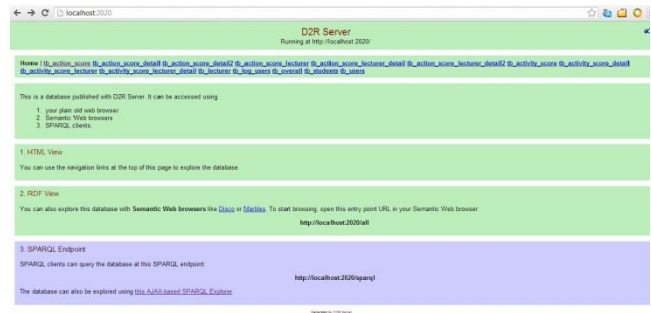 localhost:2020
D2R Server
Running at http://localhost:2020/
Home | tb_action_score tb_action_score_detail tb_action_score_detail2 tb_action_score_lecturer tb_action_score_lecturer_detail tb_action_score_lecturer_detail2 tb_activity_score tb_activity_score_detail
tb_activity_score_lecturer tb_activity_score_lecturer_detail tb_lecturer tb_log_users tb_overall tb_students tb_users
This is a database published with D2R Server. It can be accessed using
1. your plain old web browser
2. Semantic Web browsers
3. SPARQL clients.
1. HTML View
You can use the navigation links at the top of this page to explore the database.
2. RDF View
You can also explore this database with Semantic Web browsers like Disco or Marbles. To start browsing, open this entry point URL in your Semantic Web browser:
http://localhost:2020/all
3. SPARQL Endpoint
SPARQL clients can query the database at this SPARQL endpoint:
http://localhost:2020/sparql
The database can also be explored using this AJAX-based SPARQL Explorer.
Generated by D2R Server